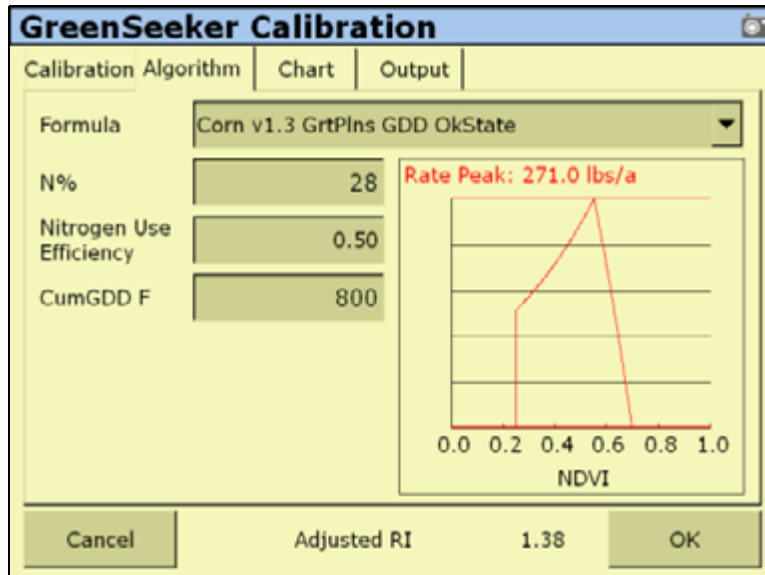 GreenSeeker Calibration
Calibration Algorithm Chart Output
Formula Corn v1.3 GrtPlns GDD OkState
N% 28
Nitrogen Use
Efficiency 0.50
CumGDD F 800
Rate Peak: 271.0 lbs/a
0.0 0.2 0.4 0.6 0.8 1.0
NDVI
Cancel Adjusted RI 1.38 OK